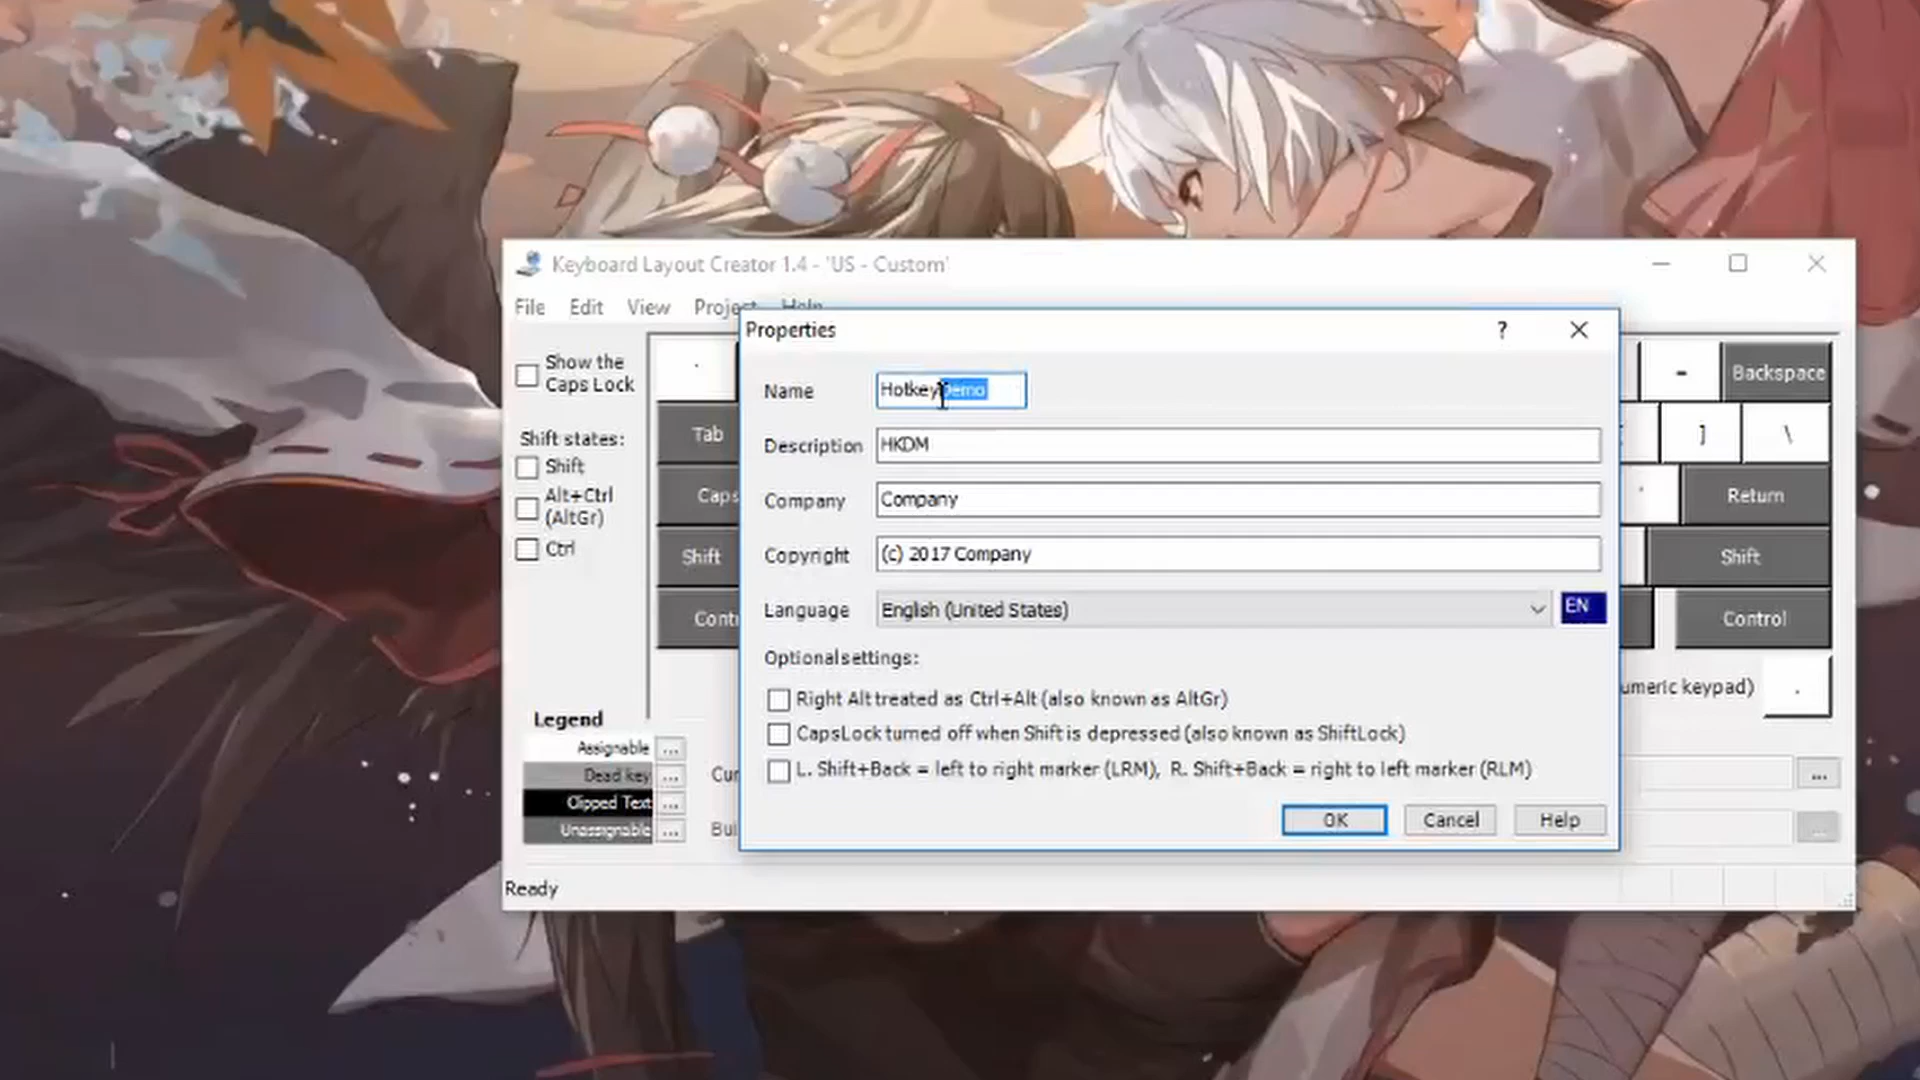 Keyboard Layout Creator 1.4 - 'US - Custom'
File Edit View Project Help
Properties ?
Show the
Caps Lock
Name HotkeyDemo
- Backspace
Description HKDM
Tab ] \
Shift states:
Shift
Alt+Ctrl
(AltGr)
Ctrl
Company Company
Caps Return
Copyright (c) 2017 Company
Shift Shift
Language English (United States) EN
Control
Optional settings:
Right Alt treated as Ctrl+Alt (also known as AltGr)
umeric keypad) .
CapsLock turned off when Shift is depressed (also known as ShiftLock)
L. Shift+Back = left to right marker (LRM), R. Shift+Back = right to left marker (RLM)
OK Cancel Help
Legend
Assignable ...
Dead key ...
Clipped Text ...
Unassignable ...
...
Ready